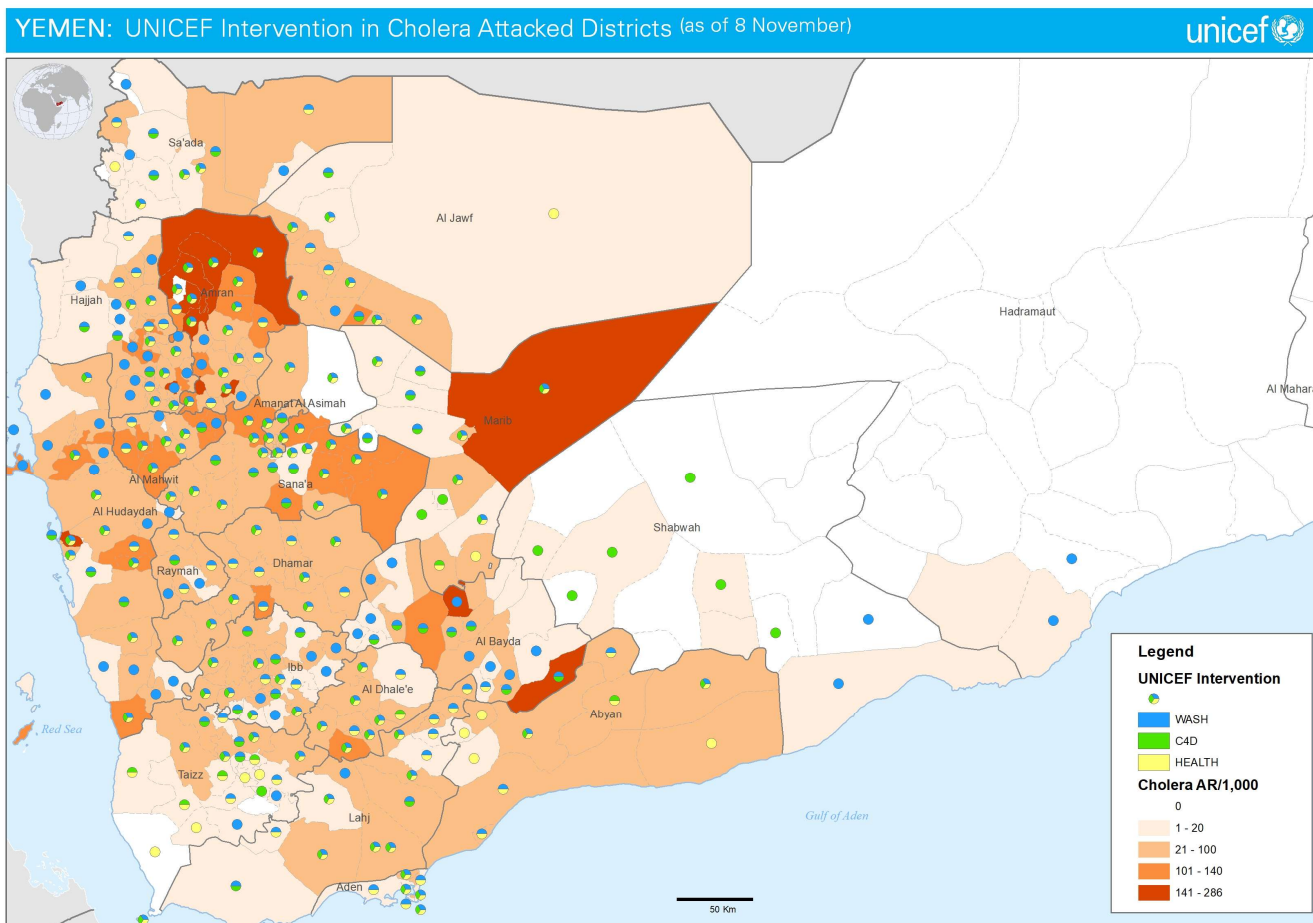 YEMEN: UNICEF Intervention in Cholera Attacked Districts (as of 8 November)
unicef
Sa'ada
Al Jawf
Hajjah
Amran
Hadramaut
Al Mahar
Amanat Al Asimah
Marib
Al Mahwit
Sana'a
Al Hudaydah
Shabwah
Raymah
Dhamar
Al Bayda
Ibb
Al Dhale'e
Abyan
Red Sea
Taizz
Lahj
Gulf of Aden
Aden
50 Km
Legend
UNICEF Intervention
WASH
C4D
HEALTH
Cholera AR/1,000
0
1 - 20
21 - 100
101 - 140
141 - 286